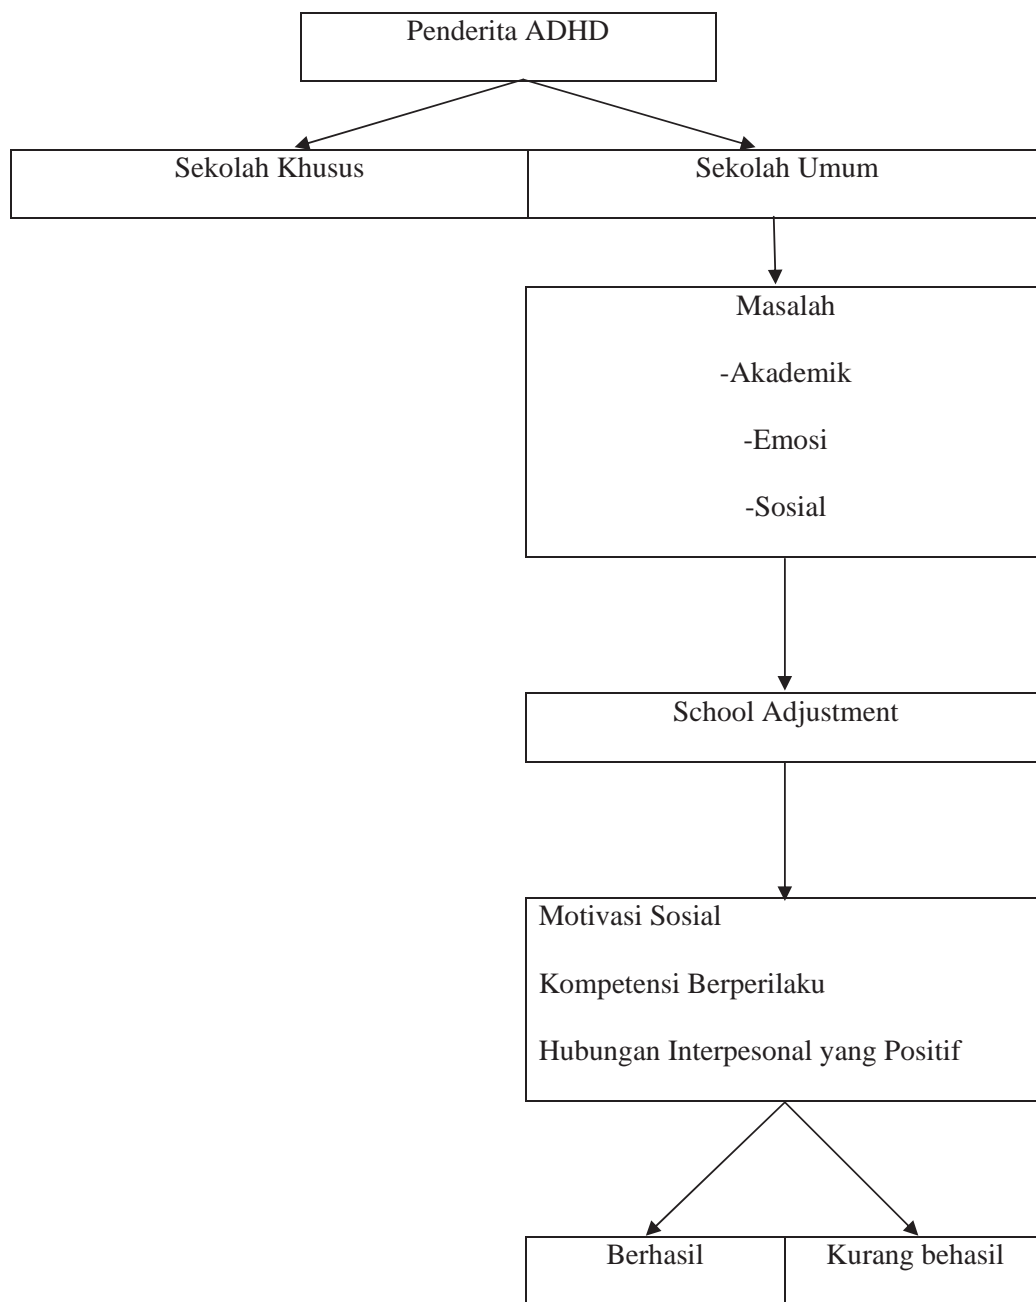 Penderita ADHD
Sekolah Khusus
Sekolah Umum
Masalah
-Akademik
-Emosi
-Sosial
School Adjustment
Motivasi Sosial
Kompetensi Berperilaku
Hubungan Interpesonal yang Positif
Berhasil
Kurang behasil